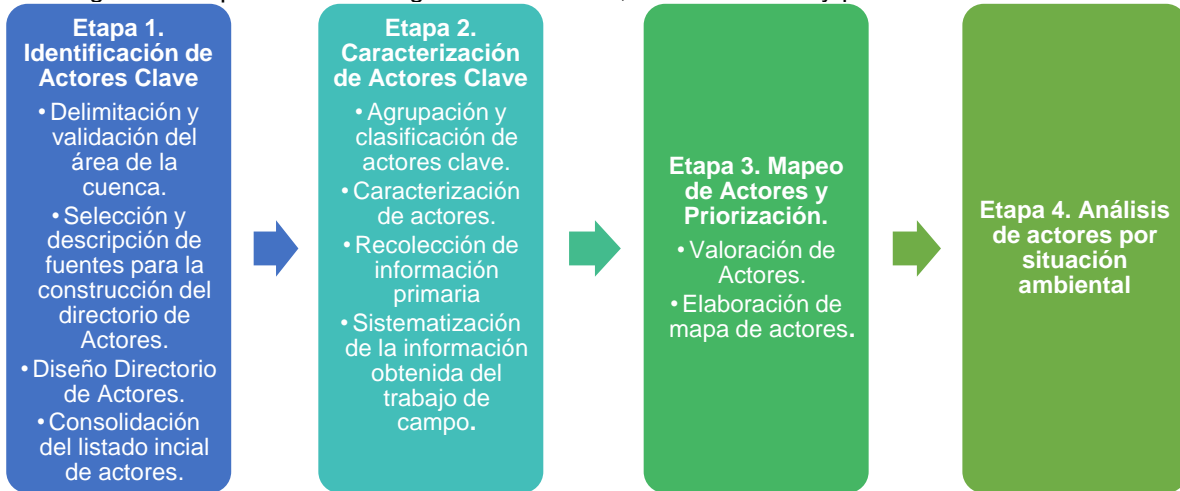 Etapa 1.
Identificación de
Actores Clave
• Delimitación y
validación del
área de la
cuenca.
• Selección y
descripción de
fuentes para la
construcción del
directorio de
Actores.
• Diseño Directorio
de Actores.
• Consolidación
del listado incial
de actores.
Etapa 2.
Caracterización
de Actores Clave
• Agrupación y
clasificación de
actores clave.
• Caracterización
de actores.
• Recolección de
información
primaria
• Sistematización
de la información
obtenida del
trabajo de
campo.
Etapa 3. Mapeo
de Actores y
Priorización.
• Valoración de
Actores.
• Elaboración de
mapa de actores.
Etapa 4. Análisis
de actores por
situación
ambiental